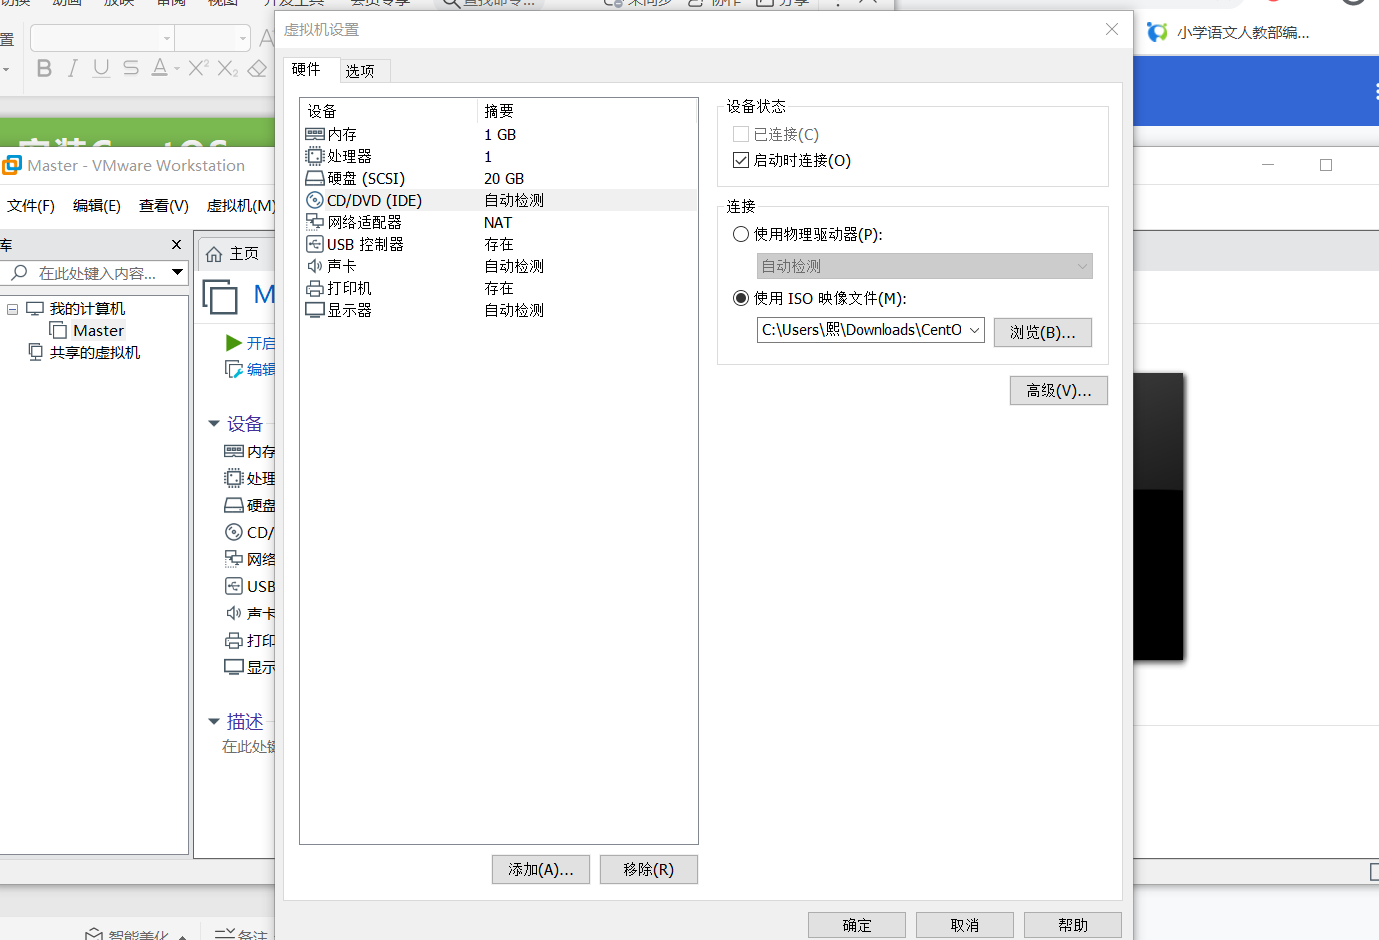 虚拟机设置
小学语文人教部编...
置
B I U S A X² X₂
硬件
选项
设备
摘要
内存
1 GB
处理器
1
硬盘 (SCSI)
20 GB
CD/DVD (IDE)
自动检测
网络适配器
NAT
USB 控制器
存在
声卡
自动检测
打印机
存在
显示器
自动检测
设备状态
已连接(C)
启动时连接(O)
连接
使用物理驱动器(P):
自动检测
使用 ISO 映像文件(M):
C:\Users\熙\Downloads\CentO
浏览(B)...
高级(V)...
添加(A)...
移除(R)
确定
取消
帮助
Master - VMware Workstation
文件(F)
编辑(E)
查看(V)
虚拟机(M)
库
在此处键入内容...
我的计算机
Master
共享的虚拟机
主页
M
开启
编辑
设备
内存
处理
硬盘
CD/
网络
USB
声卡
打印
显示
描述
在此处键
智能美化
备注